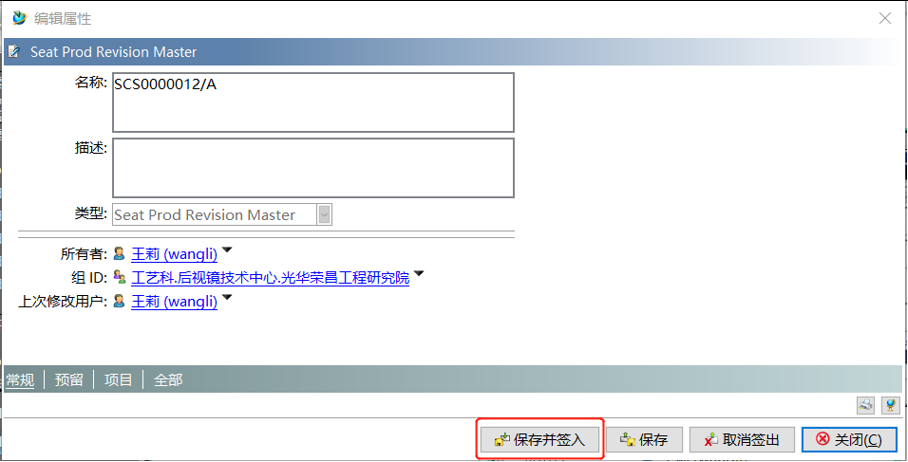 编辑属性
Seat Prod Revision Master
名称: SCS0000012/A
描述:
类型: Seat Prod Revision Master
所有者: 王莉 (wangli)
组 ID: 工艺科.后视镜技术中心.光华荣昌工程研究院
上次修改用户: 王莉 (wangli)
常规 预留 项目 全部
保存并签入 保存 取消签出 关闭(C)